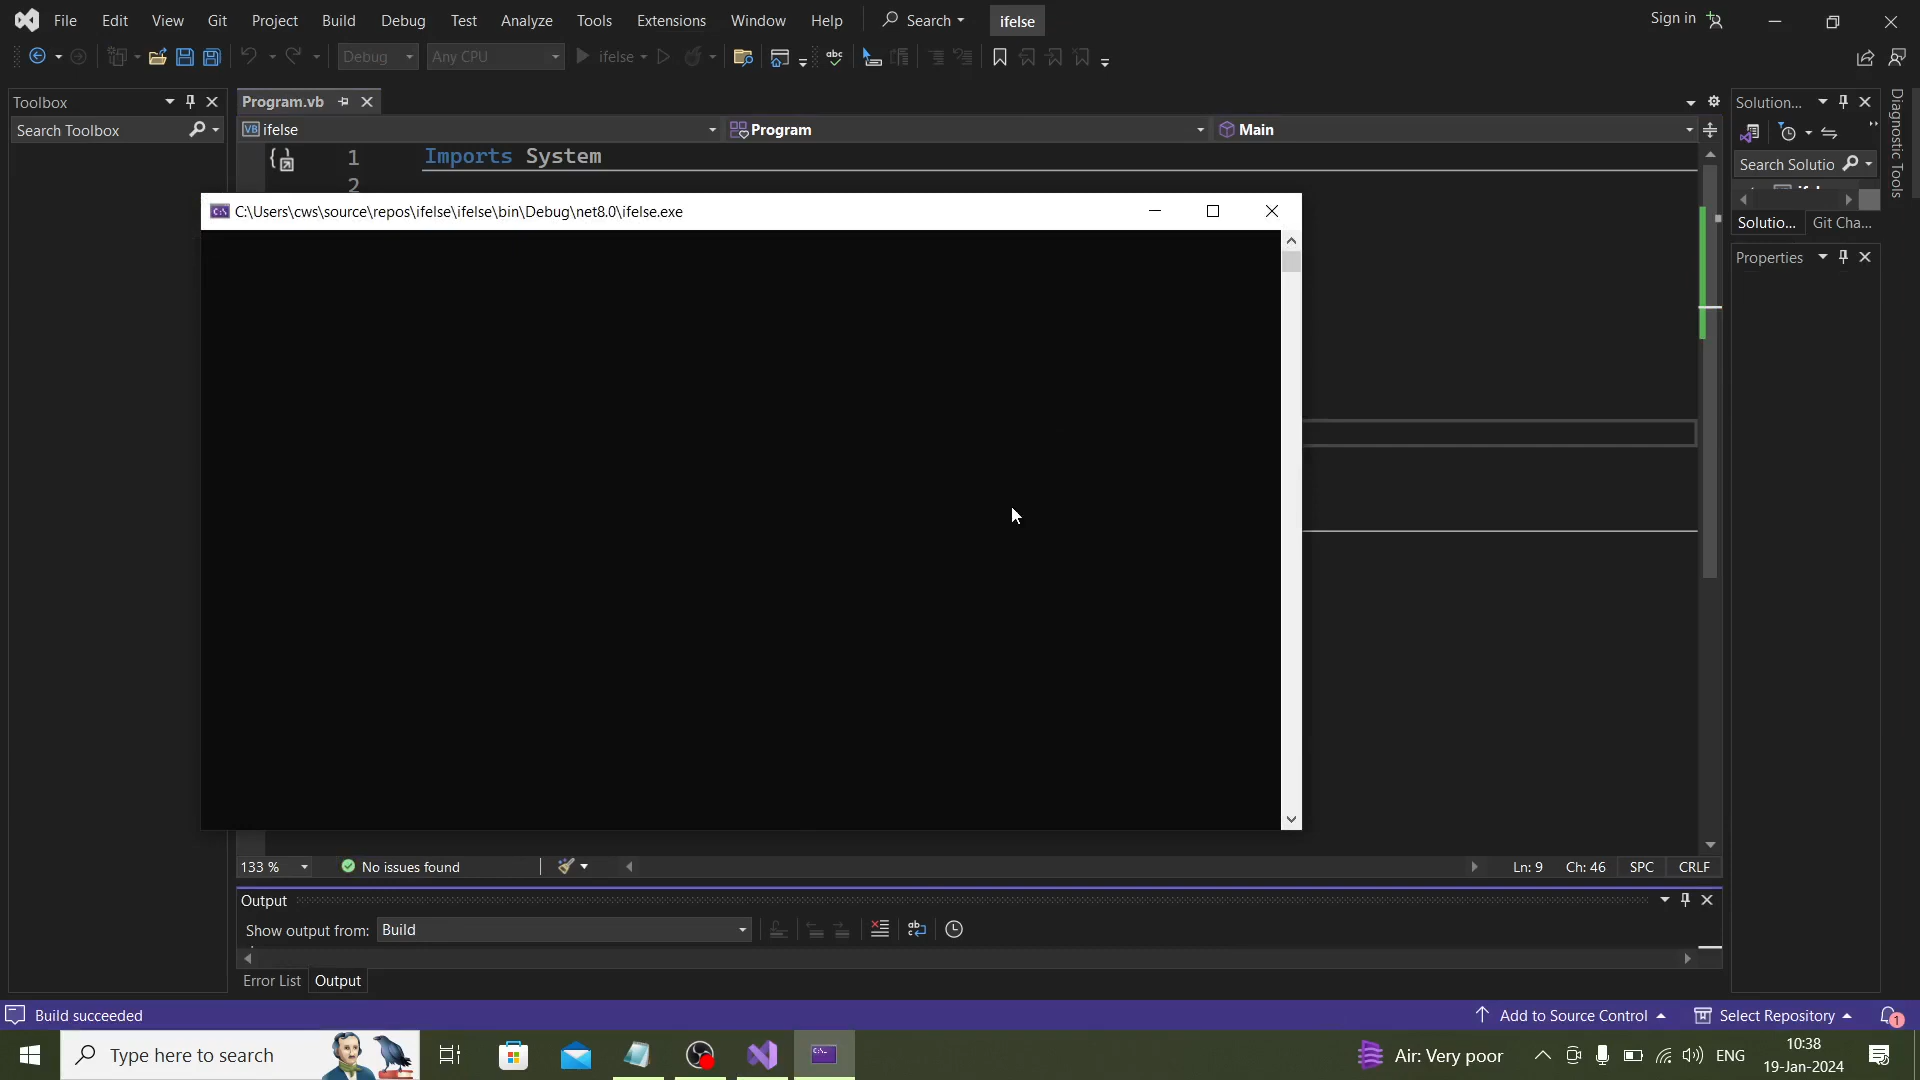 File Edit View Git Project Build Debug Test Analyze Tools Extensions Window Help Search ifelse Sign in
Debug Any CPU ifelse
Toolbox
Search Toolbox
Program.vb
VB ifelse Program Main
1 Imports System
2
C:\Users\cws\source\repos\ifelse\ifelse\bin\Debug\net8.0\ifelse.exe
Solution...
Search Solutio
Solutio... Git Cha...
Properties
Diagnostic Tools
133 % No issues found Ln: 9 Ch: 46 SPC CRLF
Output
Show output from: Build
Error List Output
Build succeeded Add to Source Control Select Repository 1
Type here to search Air: Very poor ENG 10:38
19-Jan-2024